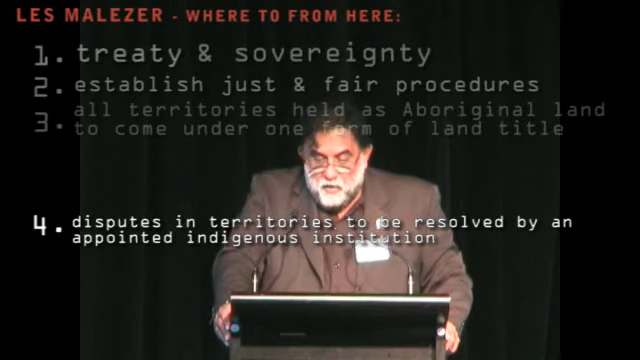 LES MALEZER - WHERE TO FROM HERE:
1. treaty & sovereignty
2. establish just & fair procedures
3. all territories held as Aboriginal land
to come under one form of land title
4. disputes in territories to be resolved by an
appointed indigenous institution